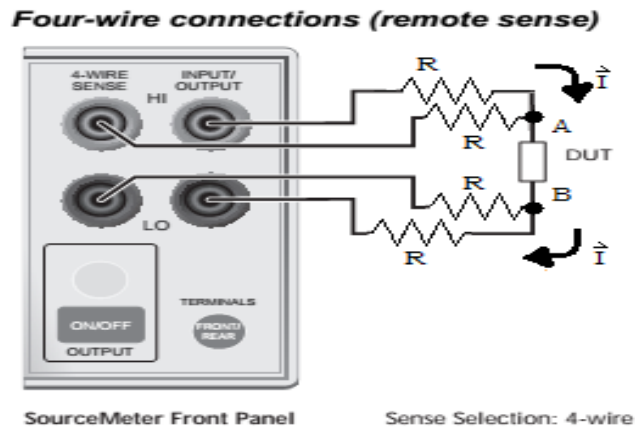 Four-wire connections (remote sense)
4-WIRE
SENSE
INPUT/
OUTPUT
HI
R
I
A
R
DUT
R
B
LO
R
I
TERMINALS
ON/OFF
FRONT/
REAR
OUTPUT
SourceMeter Front Panel
Sense Selection: 4-wire